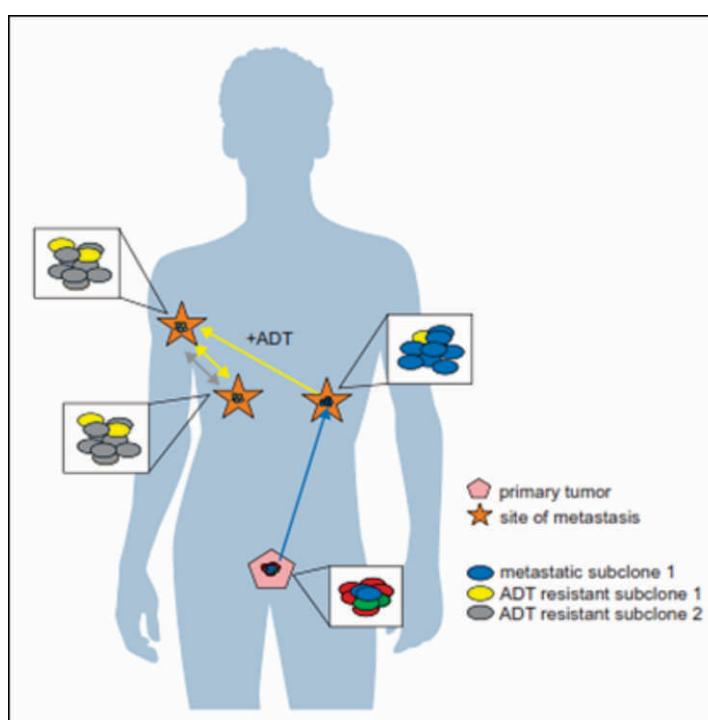 +ADT
primary tumor
site of metastasis
metastatic subclone 1
ADT resistant subclone 1
ADT resistant subclone 2